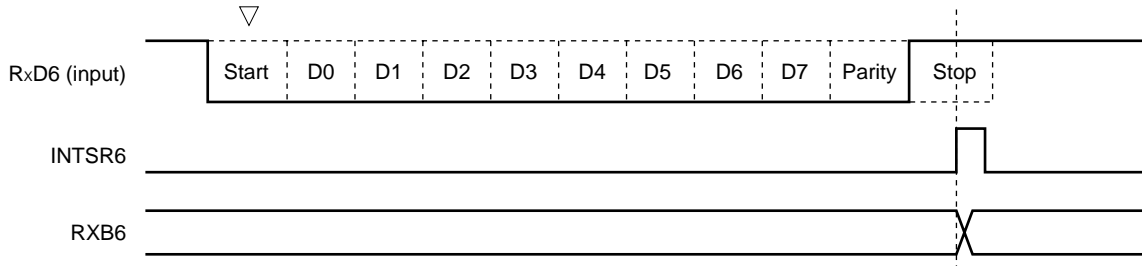 RxD6 (input) Start D0 D1 D2 D3 D4 D5 D6 D7 Parity Stop
INTSR6
RXB6